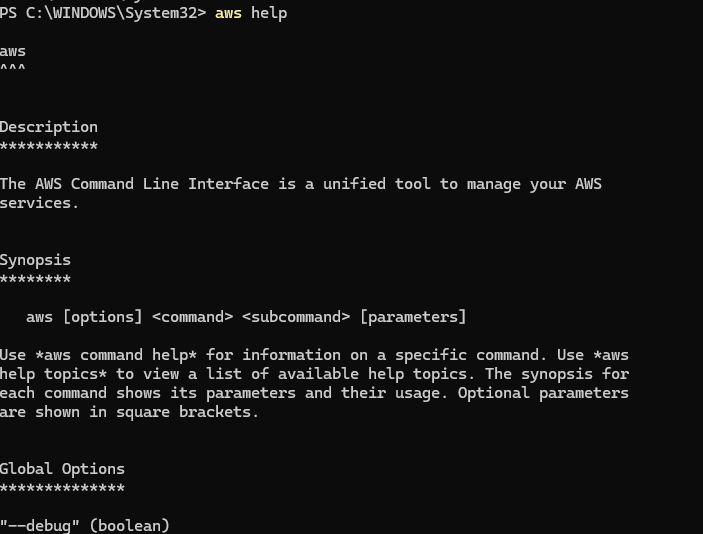 PS C:\WINDOWS\System32> aws help
aws
^^^
Description
***********
The AWS Command Line Interface is a unified tool to manage your AWS
services.
Synopsis
********
aws [options] <command> <subcommand> [parameters]
Use *aws command help* for information on a specific command. Use *aws
help topics* to view a list of available help topics. The synopsis for
each command shows its parameters and their usage. Optional parameters
are shown in square brackets.
Global Options
**************
"--debug" (boolean)